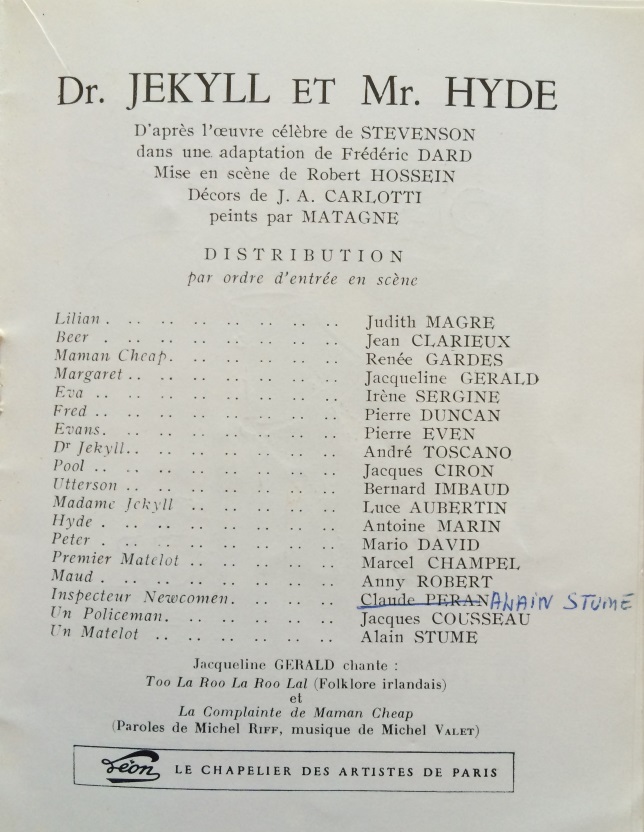 Dr. JEKYLL ET Mr. HYDE
D'après l'œuvre célèbre de STEVENSON
dans une adaptation de Frédéric DARD
Mise en scène de Robert HOSSEIN
Décors de J. A. CARLOTTI
peints par MATAGNE
DISTRIBUTION
par ordre d'entrée en scène
Lilian . .. .. .. .. .. .. .. Judith MAGRE
Beer . .. .. .. .. .. .. .. Jean CLARIEUX
Maman Cheap. .. .. .. .. .. .. Renée GARDES
Margaret .. .. .. .. .. .. .. Jacqueline GERALD
Eva .. .. .. .. .. .. .. .. Irène SERGINE
Fred .. .. .. .. .. .. .. .. Pierre DUNCAN
Evans. .. .. .. .. .. .. .. Pierre EVEN
Dr Jekyll.. .. .. .. .. .. .. André TOSCANO
Pool .. .. .. .. .. .. .. .. Jacques CIRON
Utterson .. .. .. .. .. .. .. Bernard IMBAUD
Madame Jekyll .. .. .. .. .. .. Luce AUBERTIN
Hyde . .. .. .. .. .. .. .. Antoine MARIN
Peter . .. .. .. .. .. .. .. Mario DAVID
Premier Matelot .. .. .. .. .. .. Marcel CHAMPEL
Maud . .. .. .. .. .. .. .. Anny ROBERT
Inspecteur Newcomen. .. .. .. .. Claude PERAN ALAIN STUME
Un Policeman. .. .. .. .. .. .. Jacques COUSSEAU
Un Matelot .. .. .. .. .. .. Alain STUME
Jacqueline GERALD chante :
Too La Roo La Roo Lal (Folklore irlandais)
et
La Complainte de Maman Cheap
(Paroles de Michel RIFF, musique de Michel VALET)
Léon LE CHAPELIER DES ARTISTES DE PARIS